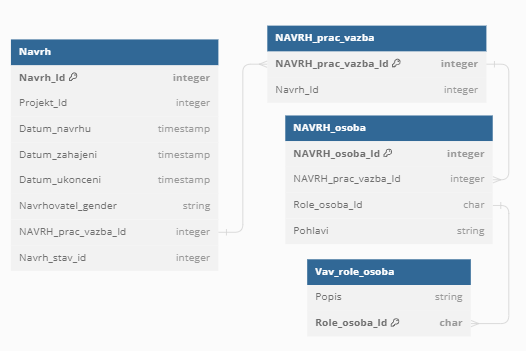 Navrh
Navrh_Id integer
Projekt_Id integer
Datum_navrhu timestamp
Datum_zahajeni timestamp
Datum_ukonceni timestamp
Navrhovatel_gender string
NAVRH_prac_vazba_Id integer
Navrh_stav_id integer
NAVRH_prac_vazba
NAVRH_prac_vazba_Id integer
Navrh_Id integer
NAVRH_osoba
NAVRH_osoba_Id integer
NAVRH_prac_vazba_Id integer
Role_osoba_Id char
Pohlavi string
Vav_role_osoba
Popis string
Role_osoba_Id char